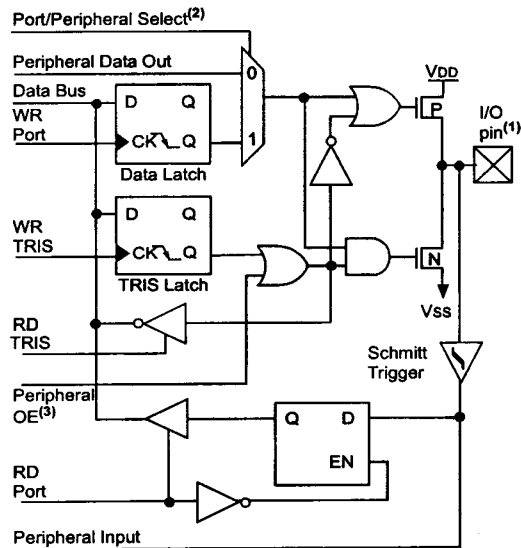 Port/Peripheral Select(2)
Peripheral Data Out
Data Bus
WR
Port
D Q
CK Q
Data Latch
0
1
VDD
P
I/O
pin(1)
WR
TRIS
D Q
CK Q
TRIS Latch
N
VSS
RD
TRIS
Schmitt
Trigger
Peripheral
OE(3)
Q D
EN
RD
Port
Peripheral Input